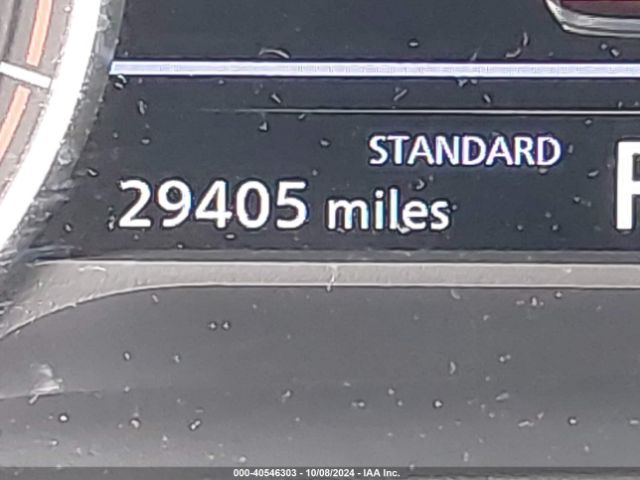 STANDARD
29405 miles
P
000-40546303 - 10/08/2024 - IAA Inc.